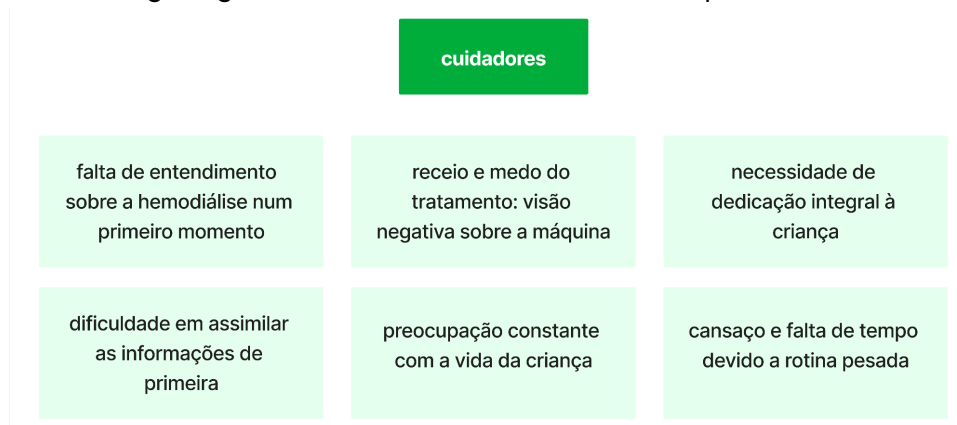 cuidadores
falta de entendimento
sobre a hemodiálise num
primeiro momento
receio e medo do
tratamento: visão
negativa sobre a máquina
necessidade de
dedicação integral à
criança
dificuldade em assimilar
as informações de
primeira
preocupação constante
com a vida da criança
cansaço e falta de tempo
devido a rotina pesada